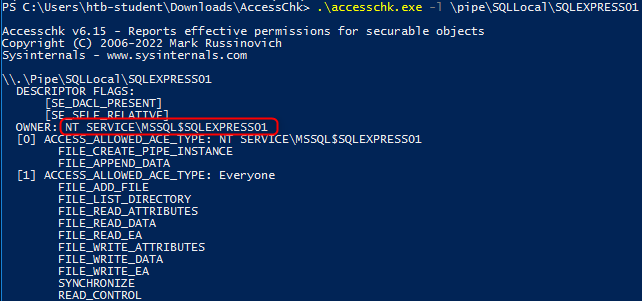 PS C:\Users\htb-student\Downloads\AccessChk> .\accesschk.exe -l \pipe\SQLLocal\SQLEXPRESS01
Accesschk v6.15 - Reports effective permissions for securable objects
Copyright (C) 2006-2022 Mark Russinovich
Sysinternals - www.sysinternals.com
\\.\Pipe\SQLLocal\SQLEXPRESS01
DESCRIPTOR FLAGS:
[SE_DACL_PRESENT]
[SE_SELF_RELATIVE]
OWNER: NT SERVICE\MSSQL$SQLEXPRESS01
[0] ACCESS_ALLOWED_ACE_TYPE: NT SERVICE\MSSQL$SQLEXPRESS01
FILE_CREATE_PIPE_INSTANCE
FILE_APPEND_DATA
[1] ACCESS_ALLOWED_ACE_TYPE: Everyone
FILE_ADD_FILE
FILE_LIST_DIRECTORY
FILE_READ_ATTRIBUTES
FILE_READ_DATA
FILE_READ_EA
FILE_WRITE_ATTRIBUTES
FILE_WRITE_DATA
FILE_WRITE_EA
SYNCHRONIZE
READ_CONTROL